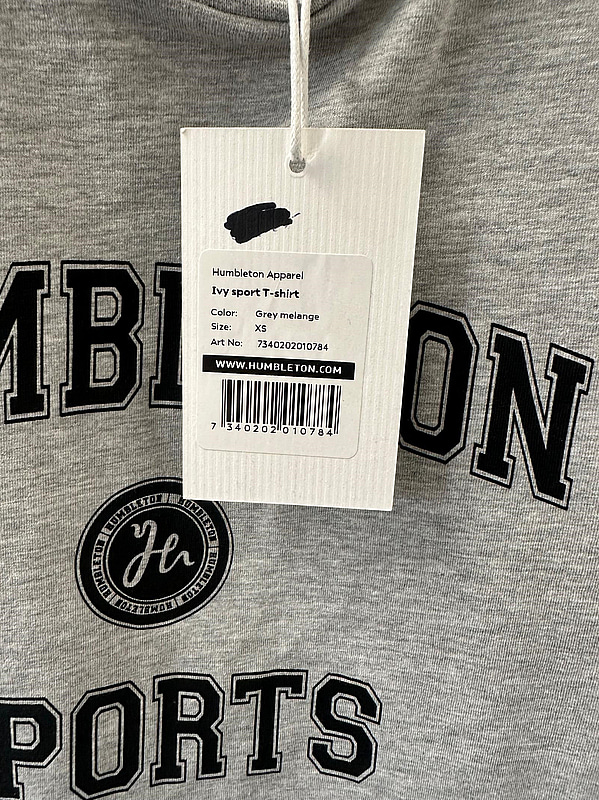 Humbleton Apparel
Ivy sport T-shirt
Color: Grey melange
Size: XS
Art No: 7340202010784
WWW.HUMBLETON.COM
7 340202 010784
MBL ON
HUMBLETON HUMBLETON HUMBLETON HUMBLETON HUMBLETON
H
PORTS